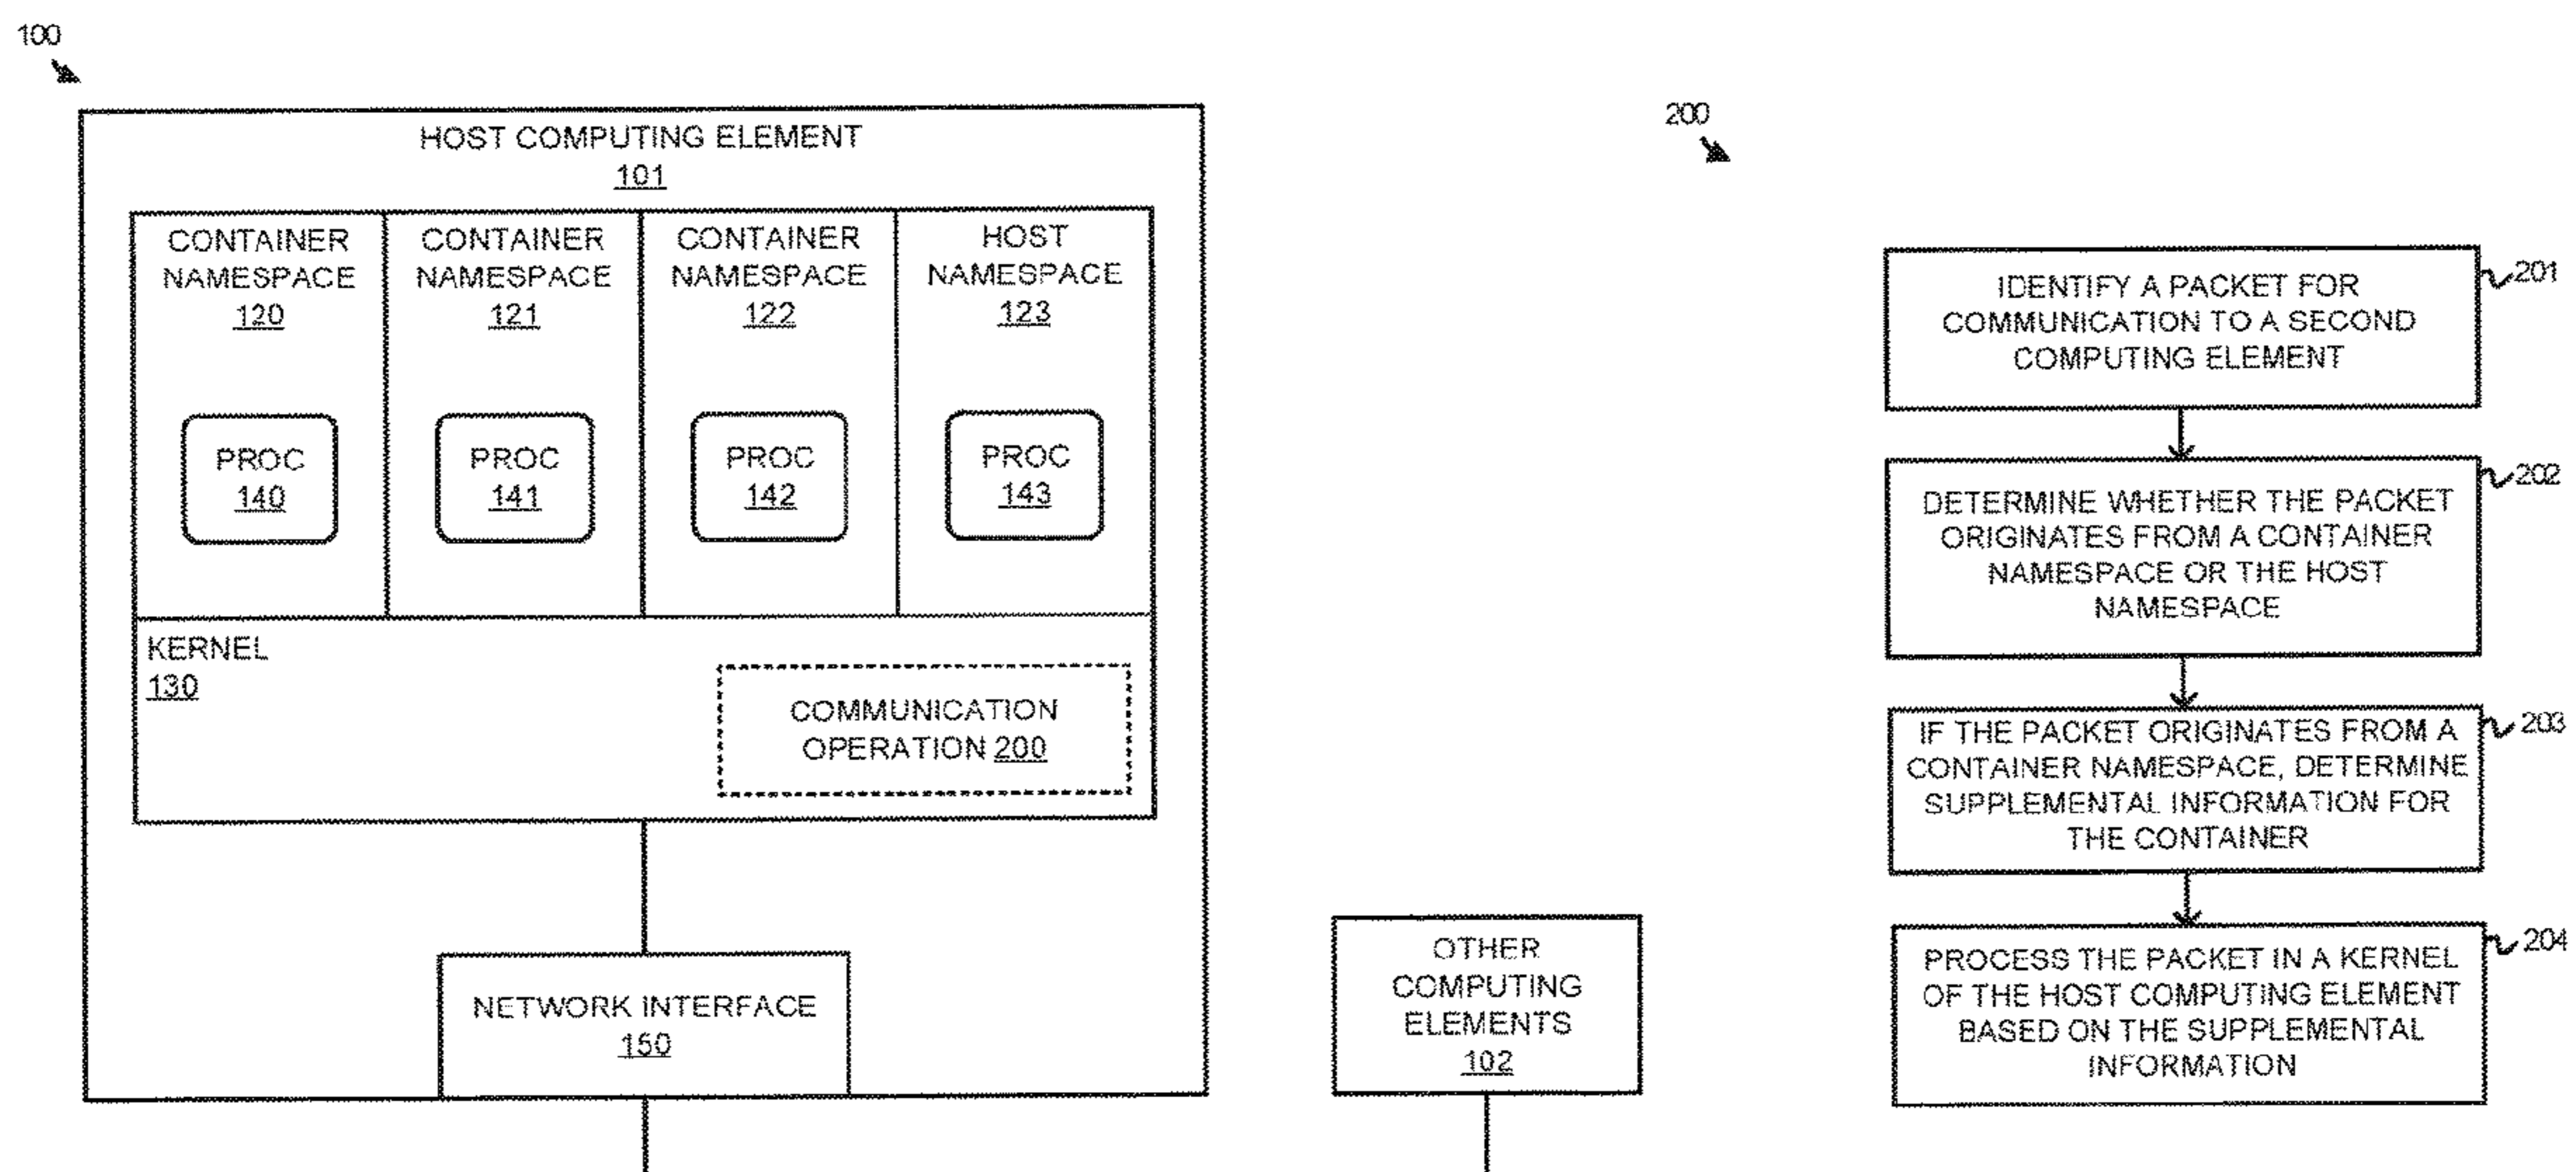 100
HOST COMPUTING ELEMENT
101
CONTAINER
NAMESPACE
120
CONTAINER
NAMESPACE
121
CONTAINER
NAMESPACE
122
HOST
NAMESPACE
123
PROC
140
PROC
141
PROC
142
PROC
143
KERNEL
130
COMMUNICATION
OPERATION 200
NETWORK INTERFACE
150
OTHER
COMPUTING
ELEMENTS
102
200
IDENTIFY A PACKET FOR
COMMUNICATION TO A SECOND
COMPUTING ELEMENT
201
DETERMINE WHETHER THE PACKET
ORIGINATES FROM A CONTAINER
NAMESPACE OR THE HOST
NAMESPACE
202
IF THE PACKET ORIGINATES FROM A
CONTAINER NAMESPACE, DETERMINE
SUPPLEMENTAL INFORMATION FOR
THE CONTAINER
203
PROCESS THE PACKET IN A KERNEL
OF THE HOST COMPUTING ELEMENT
BASED ON THE SUPPLEMENTAL
INFORMATION
204